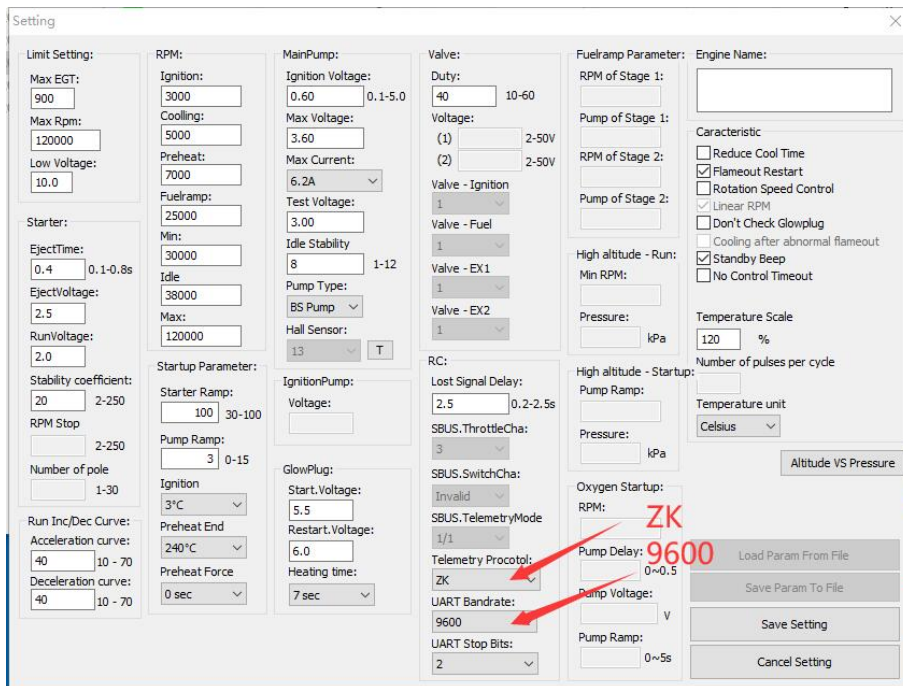 Setting
Limit Setting:
Max EGT:
900
Max Rpm:
120000
Low Voltage:
10.0
Starter:
EjectTime:
0.4 0.1-0.8s
EjectVoltage:
2.5
RunVoltage:
2.0
Stability coefficient:
20 2-250
RPM Stop
2-250
Number of pole
1-30
Run Inc/Dec Curve:
Acceleration curve:
40 10 - 70
Deceleration curve:
40 10 - 70
RPM:
Ignition:
3000
Coolling:
5000
Preheat:
7000
Fuelramp:
25000
Min:
30000
Idle
38000
Max:
120000
Startup Parameter:
Starter Ramp:
100 30-100
Pump Ramp:
3 0-15
Ignition
3°C
Preheat End
240°C
Preheat Force
0 sec
MainPump:
Ignition Voltage:
0.60 0.1-5.0
Max Voltage:
3.60
Max Current:
6.2A
Test Voltage:
3.00
Idle Stability
8 1-12
Pump Type:
BS Pump
Hall Sensor:
13 T
IgnitionPump:
Voltage:
GlowPlug:
Start.Voltage:
5.5
Restart.Voltage:
6.0
Heating time:
7 sec
Valve:
Duty:
40 10-60
Voltage:
(1) 2-50V
(2) 2-50V
Valve - Ignition
1
Valve - Fuel
1
Valve - EX1
1
Valve - EX2
1
RC:
Lost Signal Delay:
2.5 0.2-2.5s
SBUS.ThrottleCha:
3
SBUS.SwitchCha:
Invalid
SBUS.TelemetryMode
1/1
Telemetry Procotol:
ZK
UART Bandrate:
9600
UART Stop Bits:
2
Fuelramp Parameter:
RPM of Stage 1:
Pump of Stage 1:
RPM of Stage 2:
Pump of Stage 2:
High altitude - Run:
Min RPM:
Pressure:
kPa
High altitude - Startup:
Pump Ramp:
Pressure:
kPa
Oxygen Startup:
RPM:
ZK
Pump Delay:
9600
0~0.5
Pump Voltage:
V
Pump Ramp:
0~5s
Engine Name:
Caracteristic
Reduce Cool Time
Flameout Restart
Rotation Speed Control
Linear RPM
Don't Check Glowplug
Cooling after abnormal flameout
Standby Beep
No Control Timeout
Temperature Scale
120 %
Number of pulses per cycle
Temperature unit
Celsius
Altitude VS Pressure
Load Param From File
Save Param To File
Save Setting
Cancel Setting